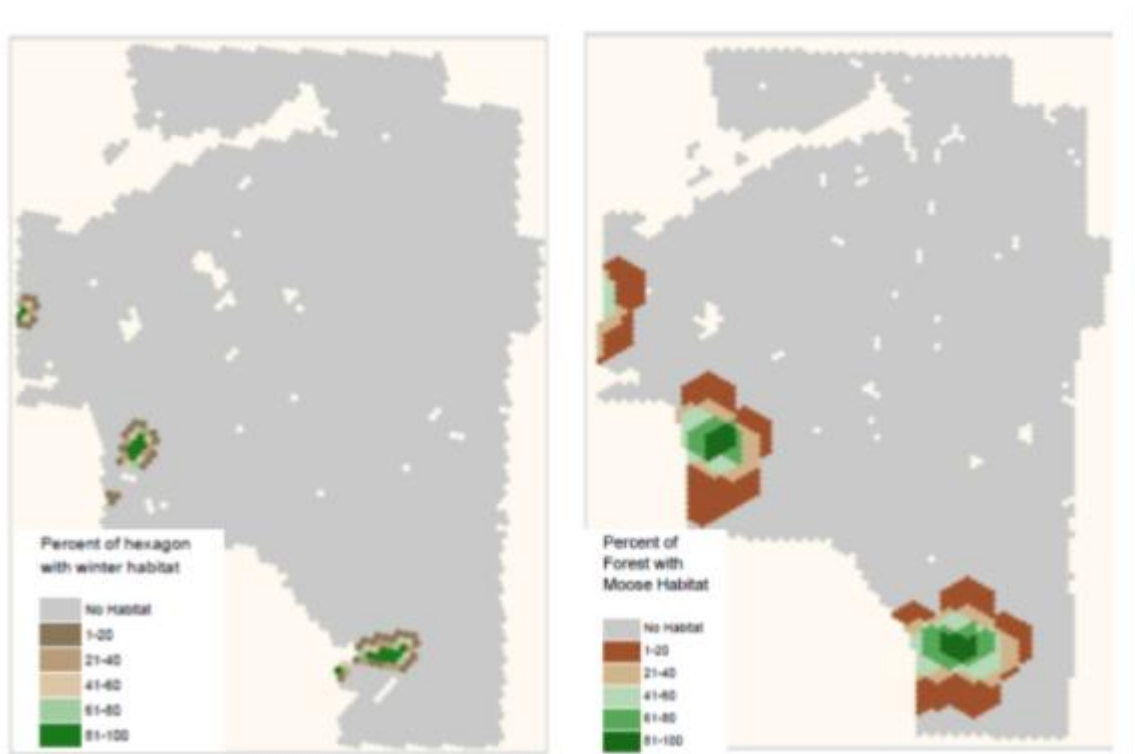 Percent of hexagon
with winter habitat
No Habitat
1-20
21-40
41-60
61-80
81-100
Percent of
Forest with
Moose Habitat
No Habitat
1-20
21-40
41-60
61-80
81-100